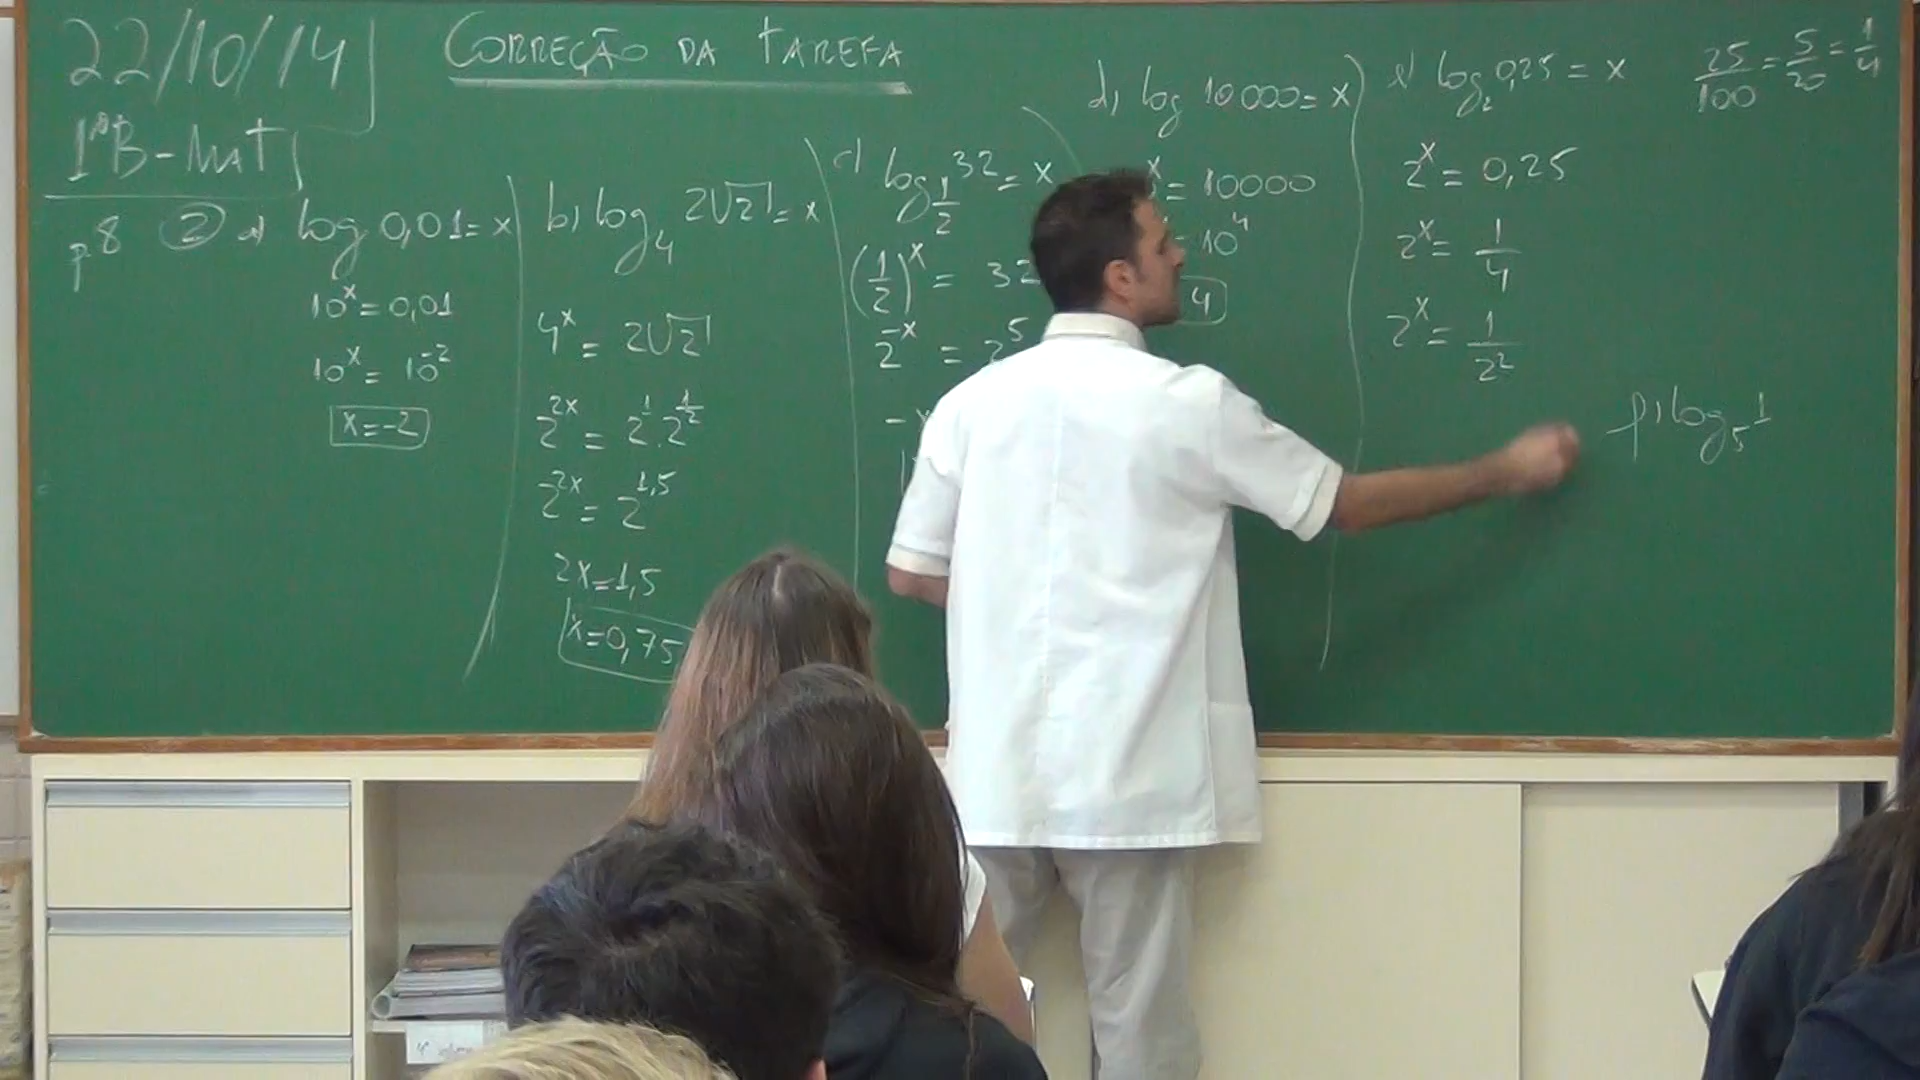 22/10/14
1ªB - MAT
CORREÇÃO DA TAREFA
p8 ② a) log 0,01 = x
10^x = 0,01
10^x = 10^-2
x = -2
b) log_4 2√2 = x
4^x = 2√2
2^2x = 2^1 . 2^1/2
2^2x = 2^1,5
2x = 1,5
x = 0,75
c) log_1/2 32 = x
(1/2)^x = 32
2^-x = 2^5
d) log 10000 = x
x = 10000
10^4
4
e) log_2 0,25 = x
2^x = 0,25
2^x = 1/4
2^x = 1/2^2
25/100 = 5/20 = 1/4
f) log_5 1